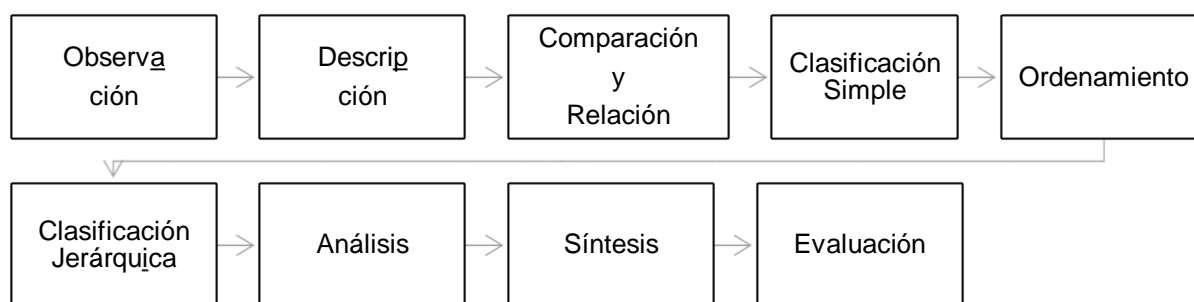 Observa
ción
Descrip
ción
Comparación
y
Relación
Clasificación
Simple
Ordenamiento
Clasificación
Jerárquica
Análisis
Síntesis
Evaluación